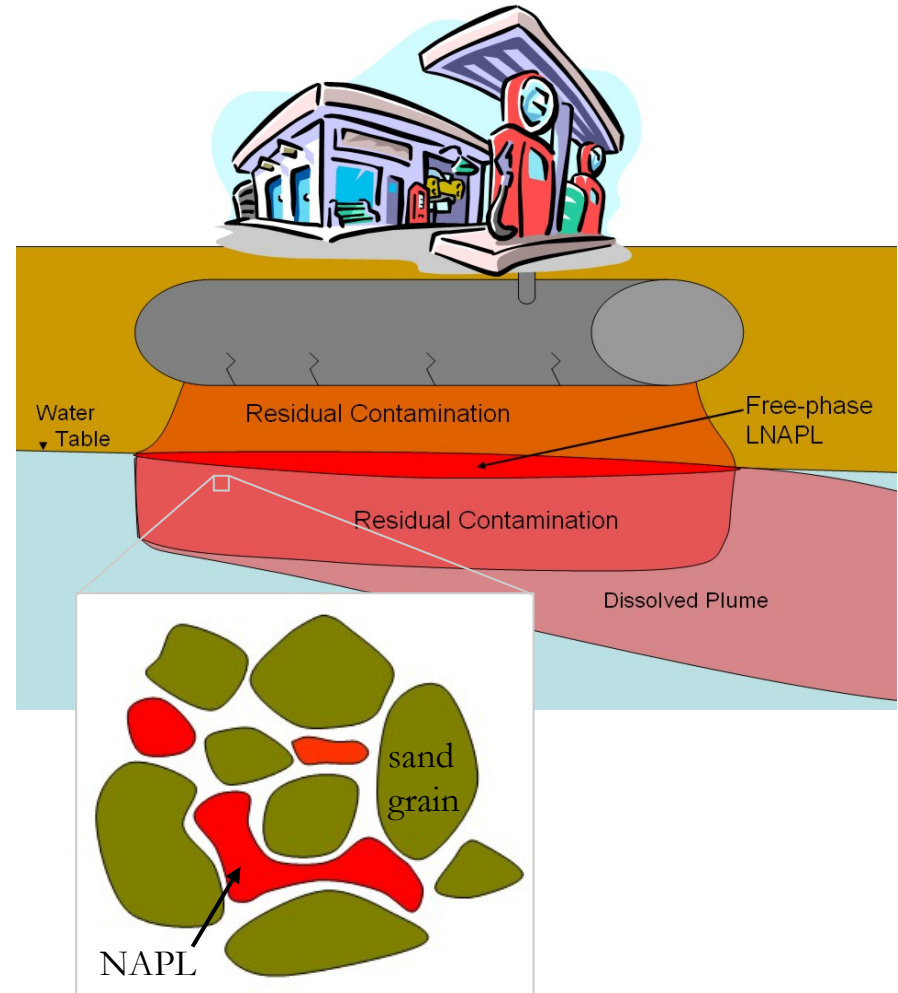 Water
Table
Residual Contamination
Free-phase
LNAPL
Residual Contamination
Dissolved Plume
sand
grain
NAPL